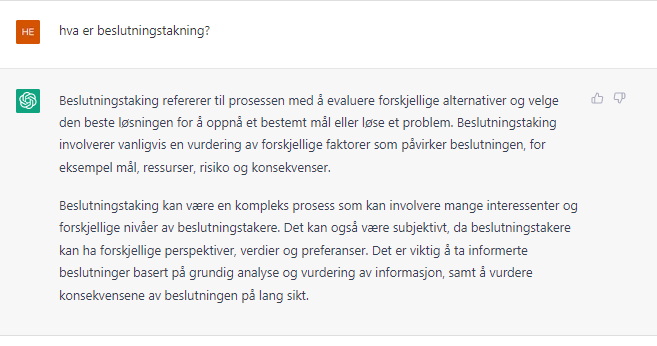 HE
hva er beslutningstakning?
Beslutningstaking refererer til prosessen med å evaluere forskjellige alternativer og velge
den beste løsningen for å oppnå et bestemt mål eller løse et problem. Beslutningstaking
involverer vanligvis en vurdering av forskjellige faktorer som påvirker beslutningen, for
eksempel mål, ressurser, risiko og konsekvenser.
Beslutningstaking kan være en kompleks prosess som kan involvere mange interessenter og
forskjellige nivåer av beslutningstakere. Det kan også være subjektivt, da beslutningstakere
kan ha forskjellige perspektiver, verdier og preferanser. Det er viktig å ta informerte
beslutninger basert på grundig analyse og vurdering av informasjon, samt å vurdere
konsekvensene av beslutningen på lang sikt.